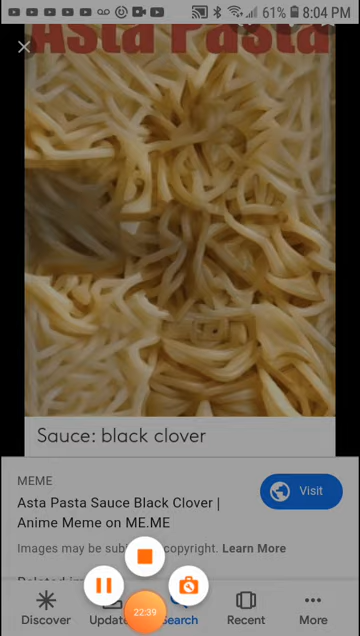 61% 8:04 PM
Asta Pasta
Sauce: black clover
MEME
Asta Pasta Sauce Black Clover |
Anime Meme on ME.ME
Visit
Images may be sub copyright. Learn More
22:39
Discover Updat Search Recent More